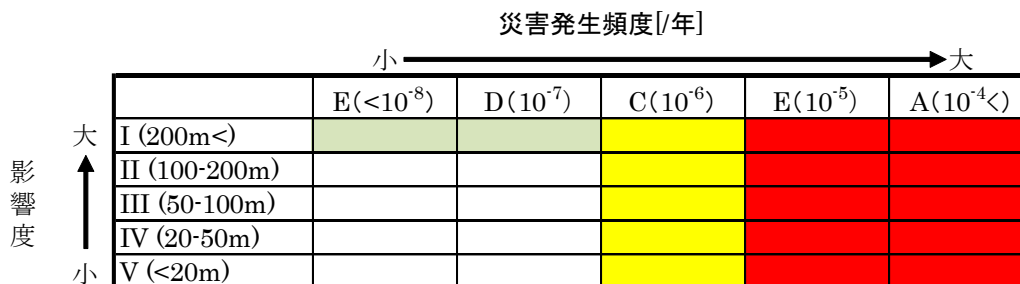 災害発生頻度[/年]
小 大
E(<10⁻⁸) D(10⁻⁷) C(10⁻⁶) E(10⁻⁵) A(10⁻⁴<)
影響度
大
小
I (200m<)
II (100-200m)
III (50-100m)
IV (20-50m)
V (<20m)